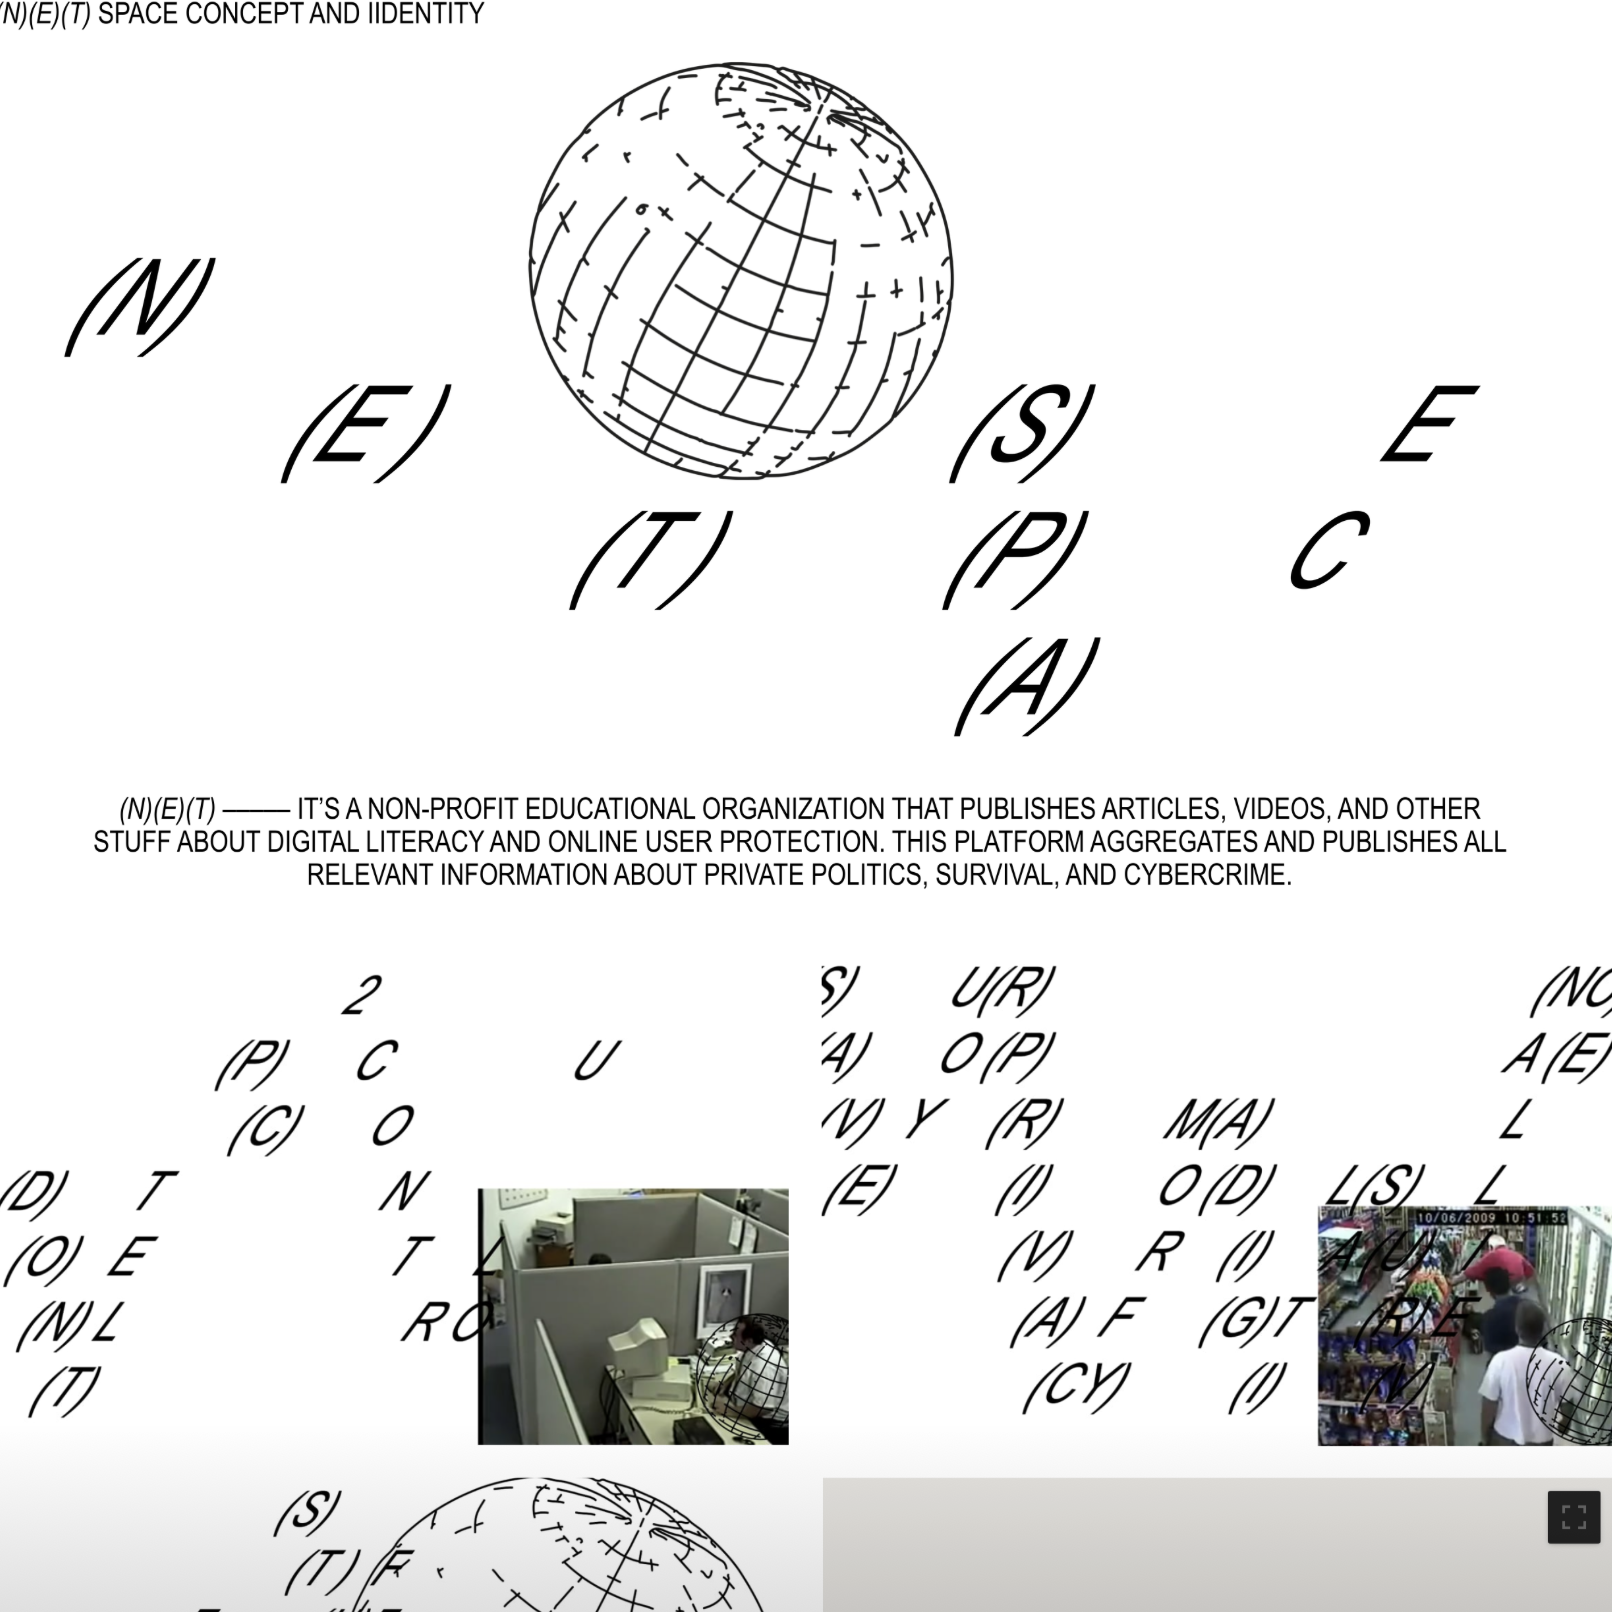 (N)(E)(T) SPACE CONCEPT AND IIDENTITY
(N)
(E) (S) E
(T) (P) C
(A)
(N)(E)(T) ——— IT’S A NON-PROFIT EDUCATIONAL ORGANIZATION THAT PUBLISHES ARTICLES, VIDEOS, AND OTHER
STUFF ABOUT DIGITAL LITERACY AND ONLINE USER PROTECTION. THIS PLATFORM AGGREGATES AND PUBLISHES ALL
RELEVANT INFORMATION ABOUT PRIVATE POLITICS, SURVIVAL, AND CYBERCRIME.
2
(P) C U
(C) O
(D) T N
(O) E T L
(N) L R O
(T)
S) U(R) (NO
A) O(P) A(E)
(V) Y (R) M(A) L
(E) (I) O(D) L(S) L
(V) R (I) A(U) I
(A) F (G)T (R)E
(CY) (I) (V)
10/06/2009 10:51:52
(S)
(T) F